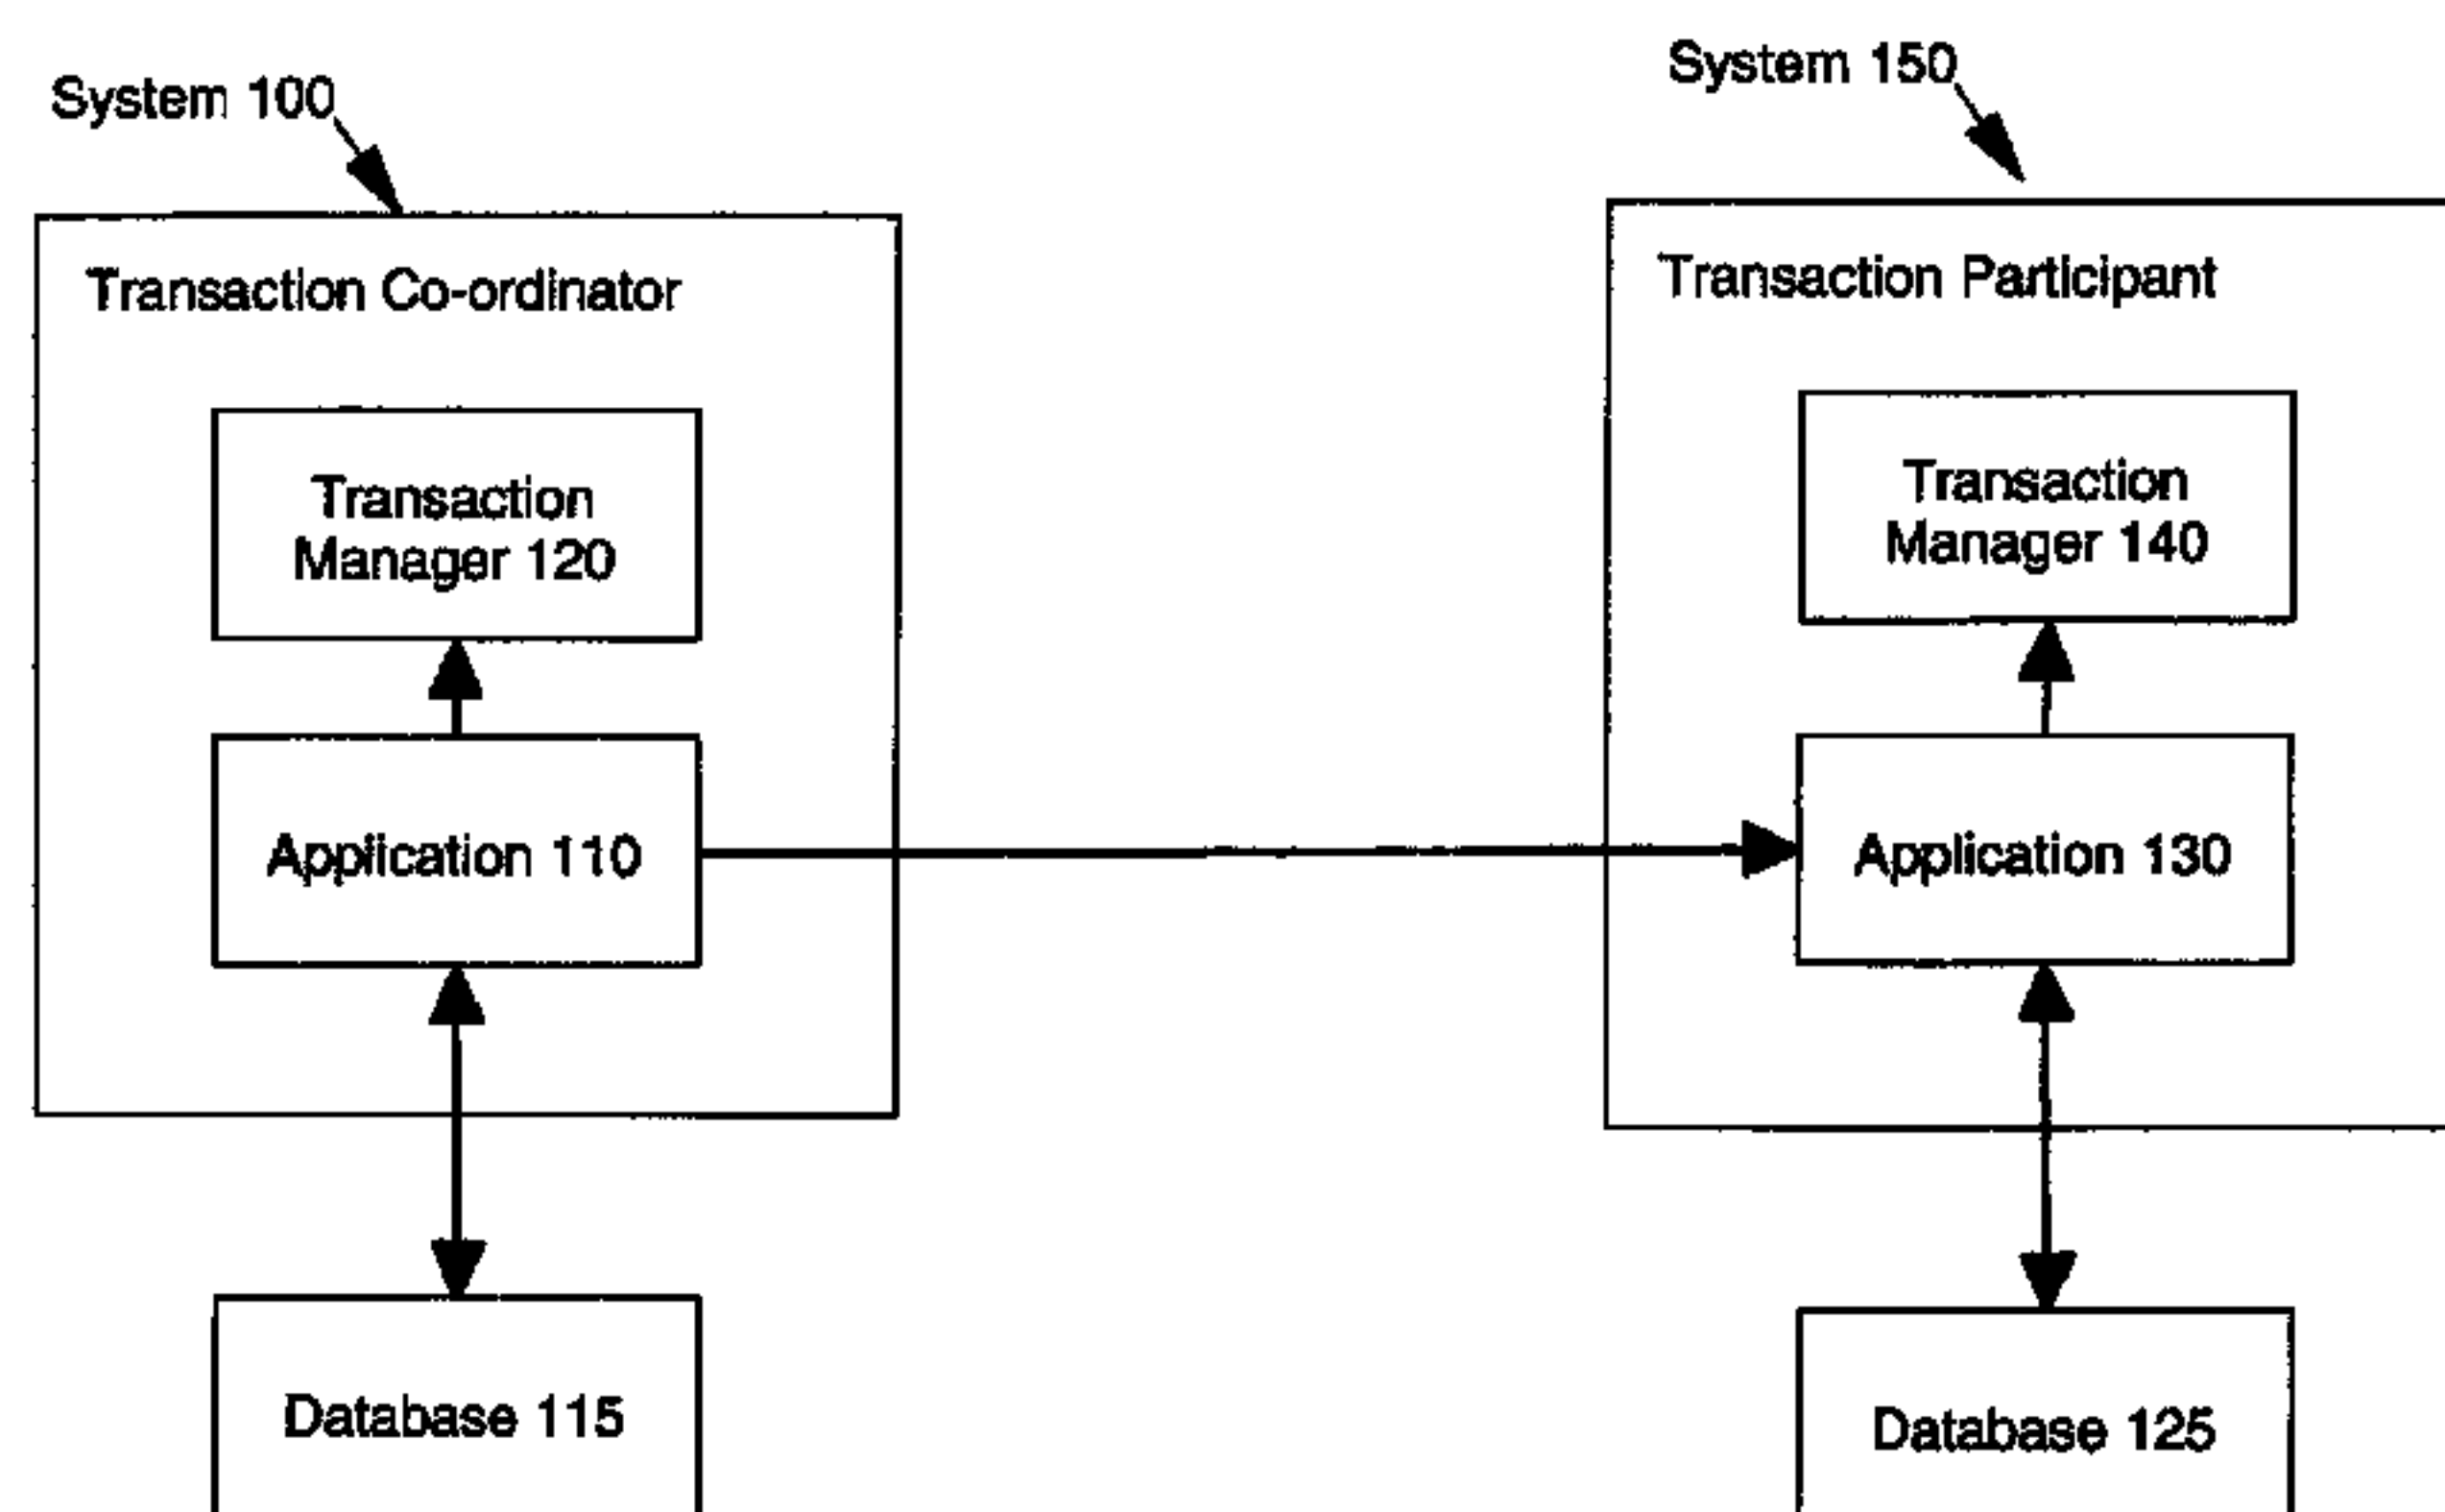 System 100
System 150
Transaction Co-ordinator
Transaction Participant
Transaction
Manager 120
Transaction
Manager 140
Application 110
Application 130
Database 115
Database 125